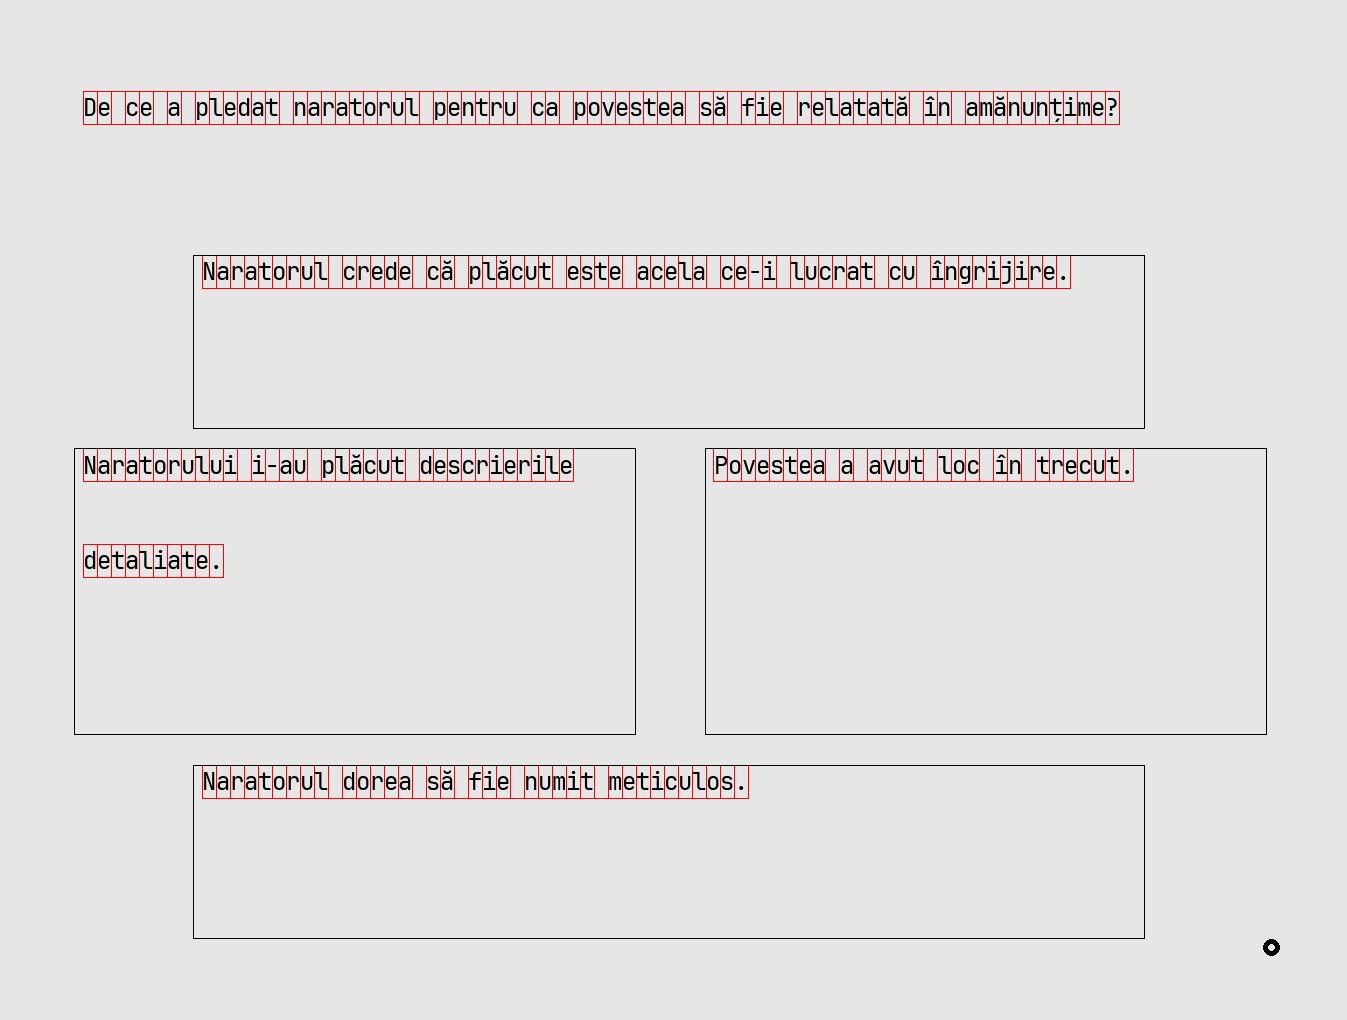 De ce a pledat naratorul pentru ca povestea să fie relatată în amănunțime?
Naratorul crede că plăcut este acela ce-i lucrat cu îngrijire.
Naratorului i-au plăcut descrierile
detaliate.
Povestea a avut loc în trecut.
Naratorul dorea să fie numit meticulos.